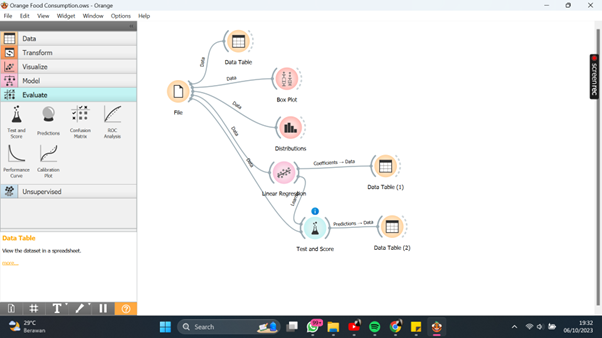 Orange Food Consumption.ows - Orange
File Edit View Widget Window Options Help
Data
Transform
Visualize
Model
Evaluate
Test and Score
Predictions
Confusion Matrix
ROC Analysis
Performance Curve
Calibration Plot
Unsupervised
Data Table
View the dataset in a spreadsheet.
more...
File
Data
Data Table
Data
Box Plot
Data
Distributions
Data
Data
Linear Regression
Coefficients → Data
Data Table (1)
Learner
Test and Score
Predictions → Data
Data Table (2)
screenrec
29°C
Berawan
Search
99+
19:32
06/10/2023